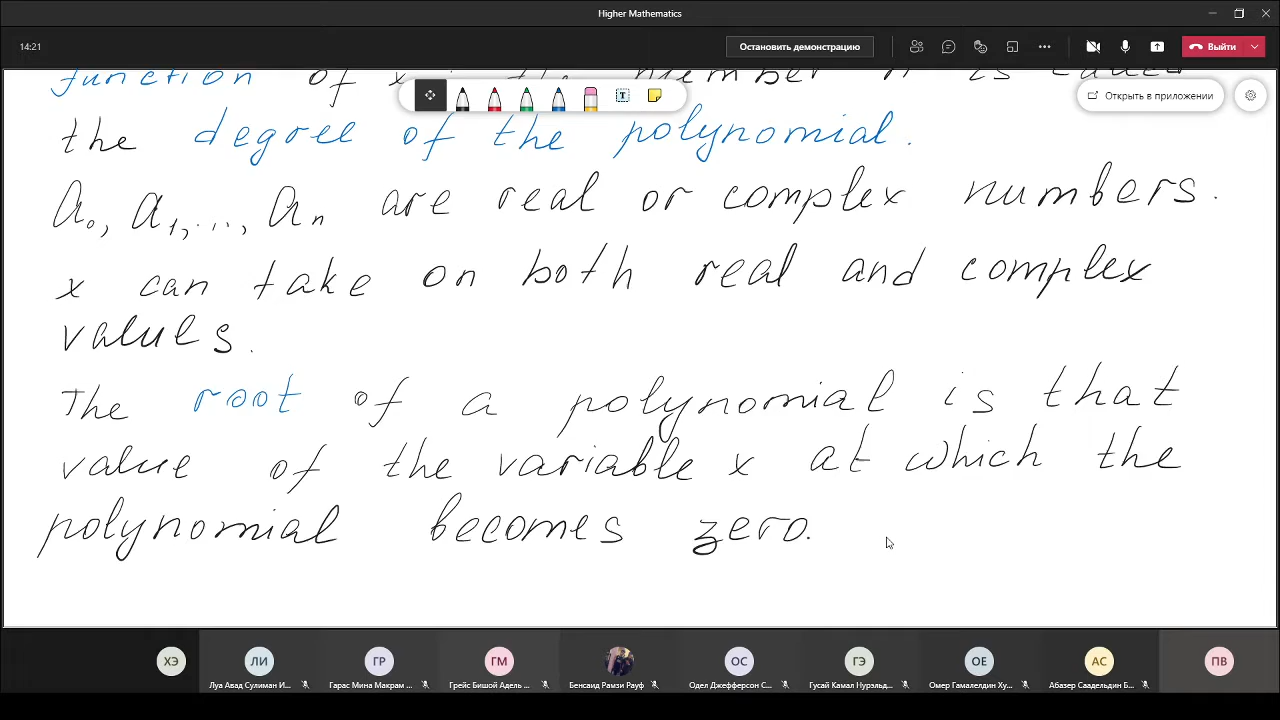 Higher Mathematics
14:21
Остановить демонстрацию
Выйти
Открыть в приложении
function of x
number n is called
the degree of the polynomial.
a₀, a₁, ..., aₙ are real or complex numbers.
x can take on both real and complex
values.
The root of a polynomial is that
value of the variable x at which the
polynomial becomes zero.
ХЭ
ЛИ
ГР
ГМ
ОС
ГЭ
ОЕ
АС
ПВ
Луа Авад Сулиман И...
Гарас Мина Макрам ...
Грейс Бишой Адель ...
Бенсаид Рамзи Рауф
Одел Джефферсон С...
Гусай Камал Нурэльд...
Омер Гамалелдин Ху...
Абазер Саадельдин Б...